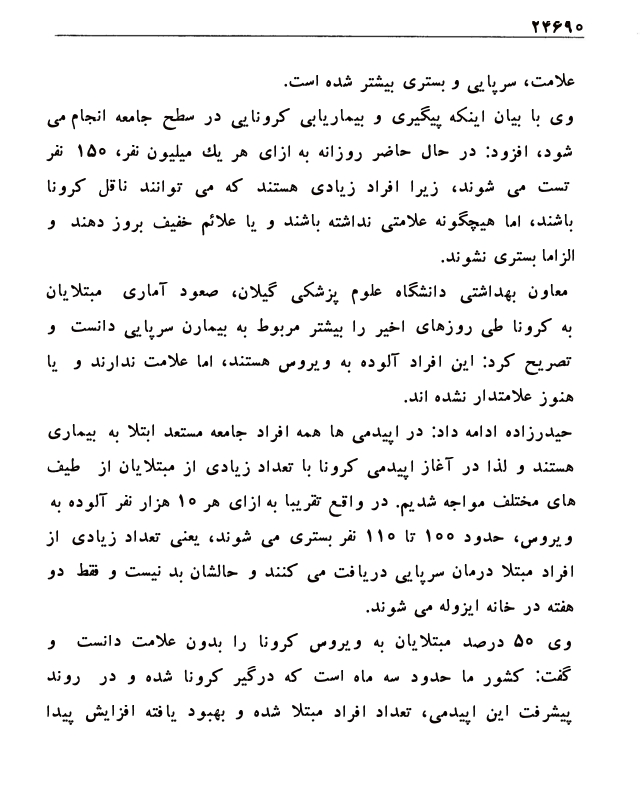 ۲۴۶۹۰
علامت، سرپایی و بستری بیشتر شده است.
وی با بیان اینکه پیگیری و بیماریابی کرونایی در سطح جامعه انجام می
شود، افزود: در حال حاضر روزانه به ازای هر یك میلیون نفر، ۱۵۰ نفر
تست می شوند، زیرا افراد زیادی هستند که می توانند ناقل کرونا
باشند، اما هیچگونه علامتی نداشته باشند و یا علائم خفیف بروز دهند و
الزاما بستری نشوند.
معاون بهداشتی دانشگاه علوم پزشکی گیلان، صعود آماری مبتلایان
به کرونا طی روزهای اخیر را بیشتر مربوط به بیمارن سرپایی دانست و
تصریح کرد: این افراد آلوده به ویروس هستند، اما علامت ندارند و یا
هنوز علامتدار نشده اند.
حیدرزاده ادامه داد: در اپیدمی ها همه افراد جامعه مستعد ابتلا به بیماری
هستند و لذا در آغاز اپیدمی کرونا با تعداد زیادی از مبتلایان از طیف
های مختلف مواجه شدیم. در واقع تقریبا به ازای هر ۱۰ هزار نفر آلوده به
ویروس، حدود ۱۰۰ تا ۱۱۰ نفر بستری می شوند، یعنی تعداد زیادی از
افراد مبتلا درمان سرپایی دریافت می کنند و حالشان بد نیست و فقط دو
هفته در خانه ایزوله می شوند.
وی ۵۰ درصد مبتلایان به ویروس کرونا را بدون علامت دانست و
گفت: کشور ما حدود سه ماه است که درگیر کرونا شده و در روند
پیشرفت این اپیدمی، تعداد افراد مبتلا شده و بهبود یافته افزایش پیدا